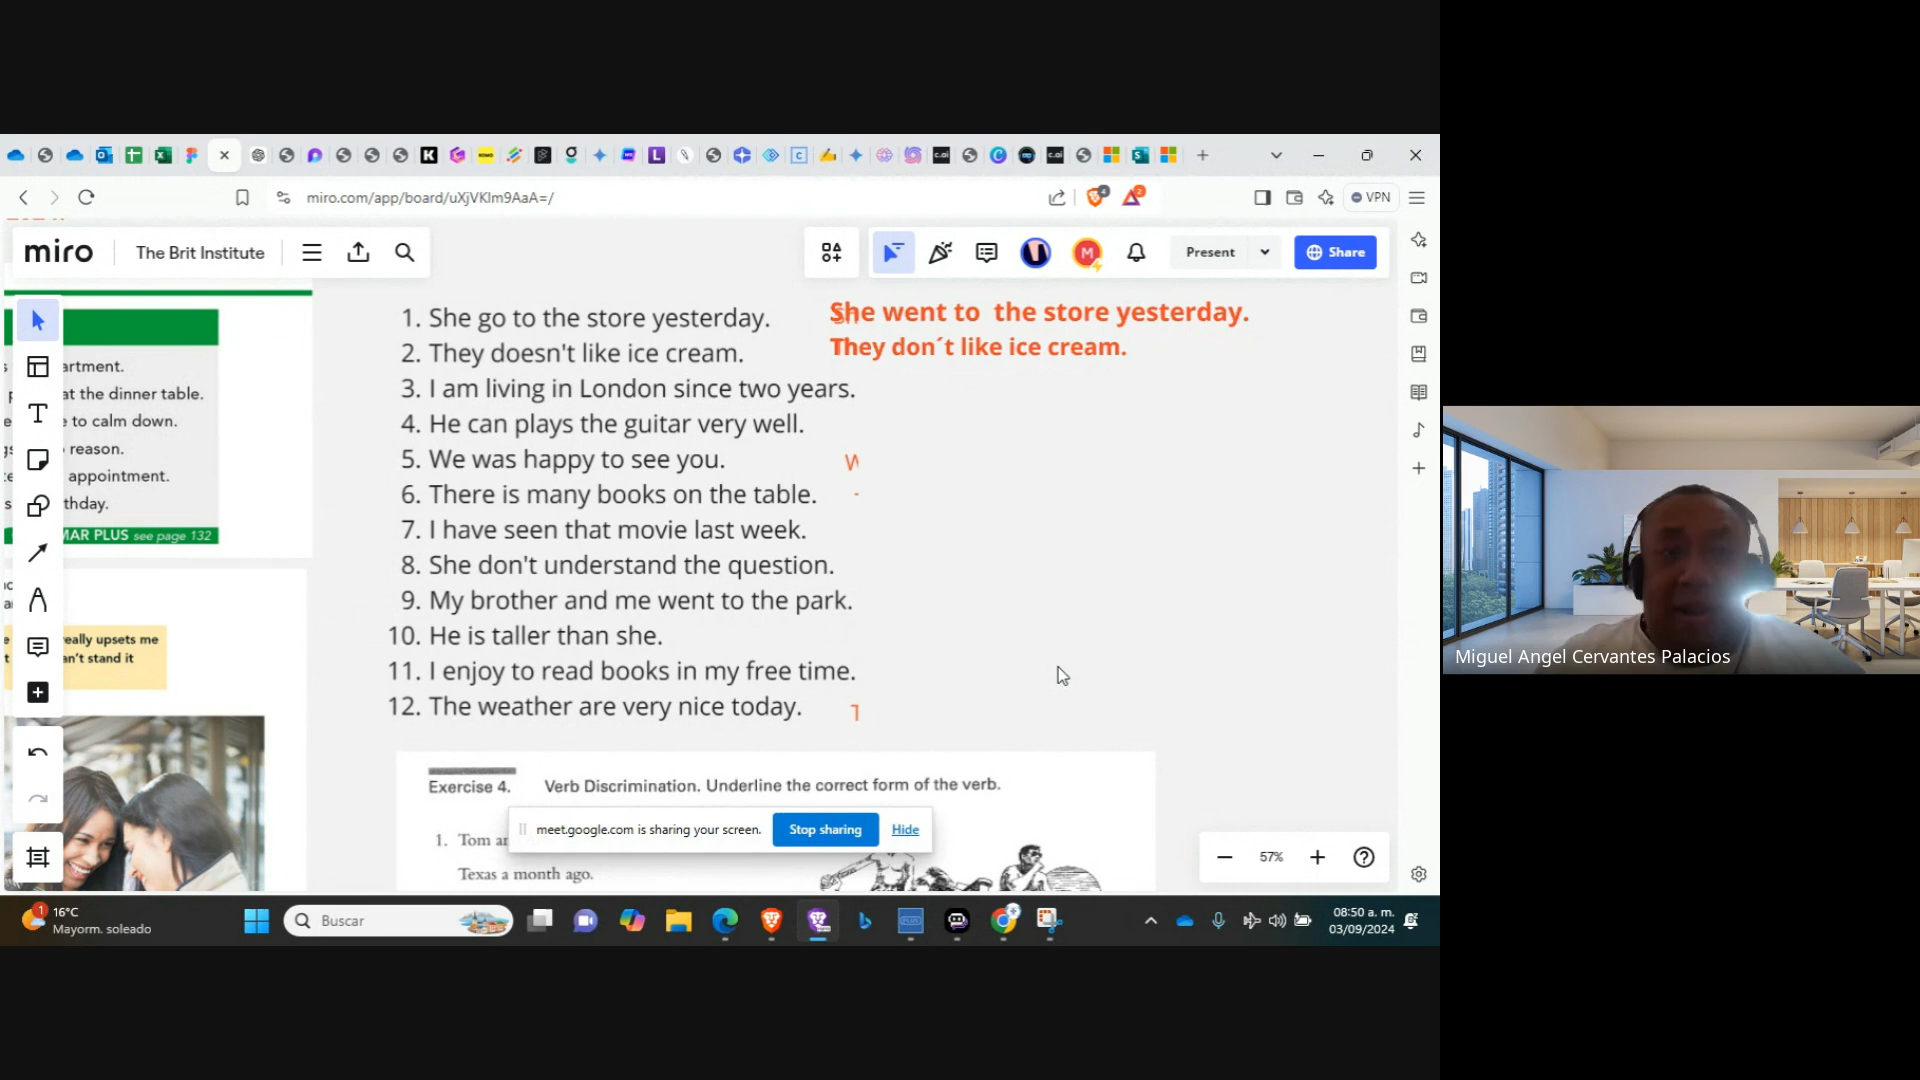 miro.com/app/board/uXjVKlm9AaA=/
VPN
miro
The Brit Institute
Present
Share
1. She go to the store yesterday.
She went to  the store yesterday.
2. They doesn't like ice cream.
They don´t like ice cream.
3. I am living in London since two years.
4. He can plays the guitar very well.
5. We was happy to see you.
W
6. There is many books on the table.
7. I have seen that movie last week.
8. She don't understand the question.
9. My brother and me went to the park.
10. He is taller than she.
11. I enjoy to read books in my free time.
12. The weather are very nice today.
at the dinner table.
to calm down.
reason.
appointment.
see page 132
PLUS
upsets me
stand it
Exercise 4.
Verb Discrimination. Underline the correct form of the verb.
1. Tom
Texas a month ago.
meet.google.com is sharing your screen.
Stop sharing
Hide
57%
16°C
Mayorm. soleado
Buscar
08:50 a. m.
03/09/2024
Miguel Angel Cervantes Palacios